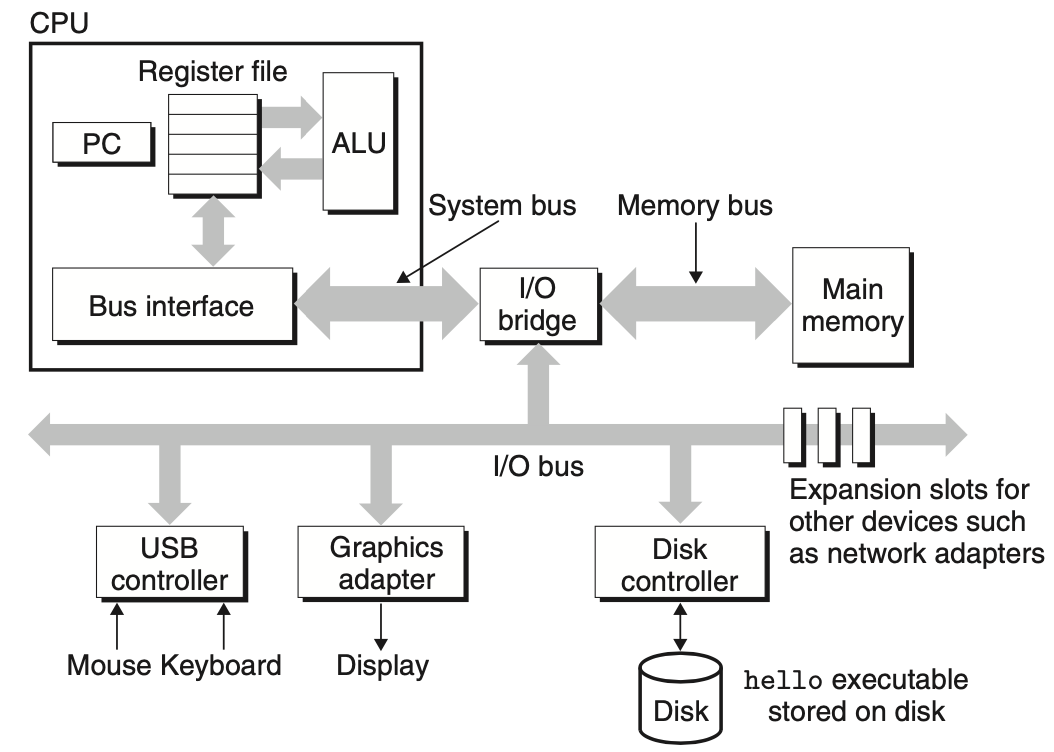 CPU
Register file
PC
ALU
System bus
Memory bus
Bus interface
I/O
bridge
Main
memory
I/O bus
Expansion slots for
other devices such
as network adapters
USB
controller
Graphics
adapter
Disk
controller
Mouse Keyboard
Display
Disk
hello executable
stored on disk